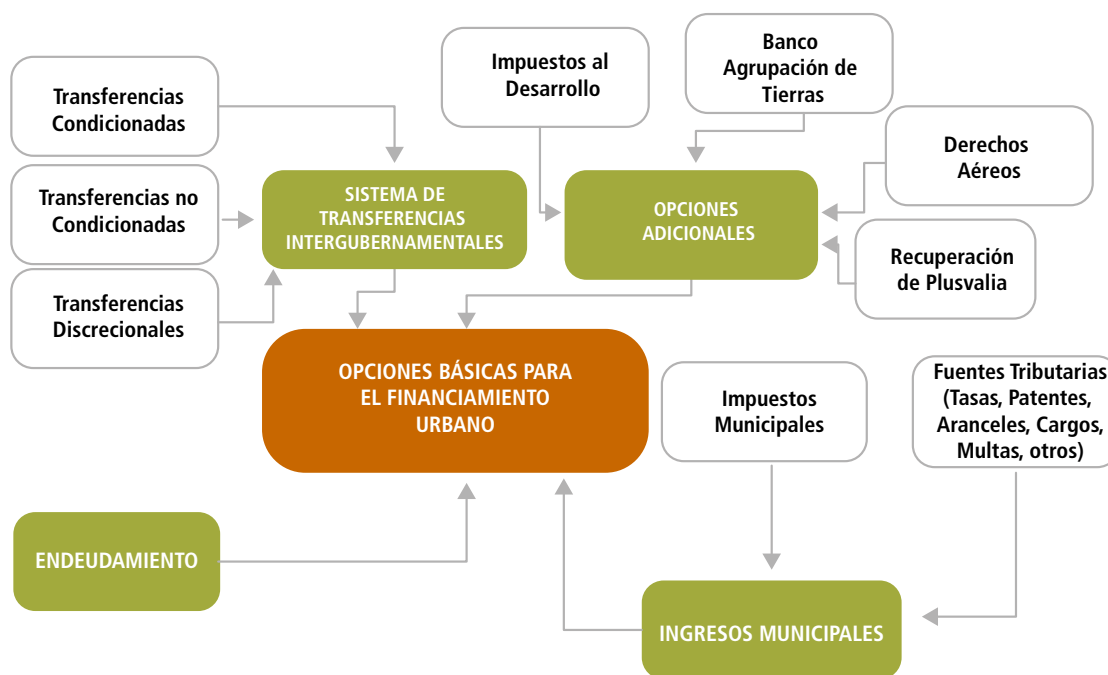 Transferencias
Condicionadas
Impuestos al
Desarrollo
Banco
Agrupación de
Tierras
Derechos
Aéreos
Transferencias no
Condicionadas
SISTEMA DE
TRANSFERENCIAS
INTERGUBERNAMENTALES
OPCIONES
ADICIONALES
Recuperación
de Plusvalia
Transferencias
Discrecionales
OPCIONES BÁSICAS PARA
EL FINANCIAMIENTO
URBANO
Impuestos
Municipales
Fuentes Tributarias
(Tasas, Patentes,
Aranceles, Cargos,
Multas, otros)
ENDEUDAMIENTO
INGRESOS MUNICIPALES